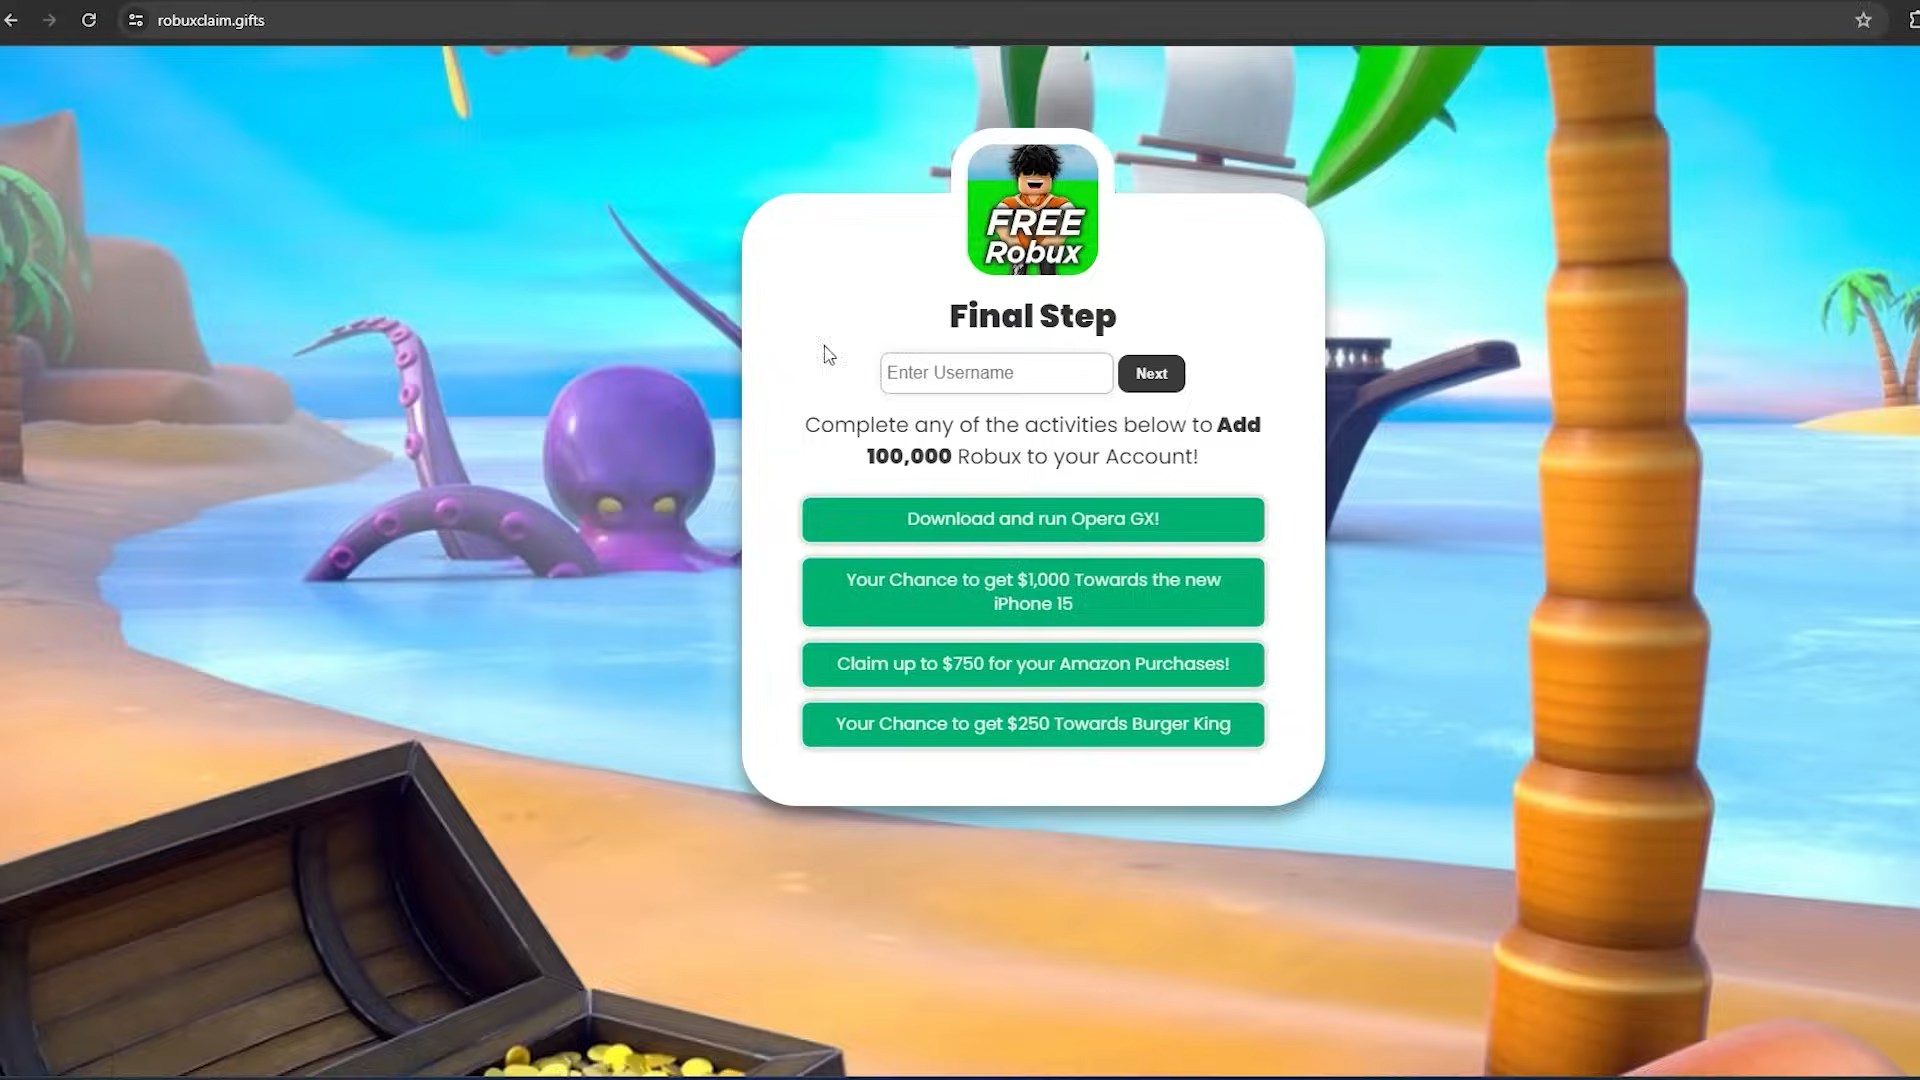 robuxclaim.gifts
FREE
Robux
Final Step
Enter Username
Next
Complete any of the activities below to Add
100,000 Robux to your Account!
Download and run Opera GX!
Your Chance to get $1,000 Towards the new
iPhone 15
Claim up to $750 for your Amazon Purchases!
Your Chance to get $250 Towards Burger King